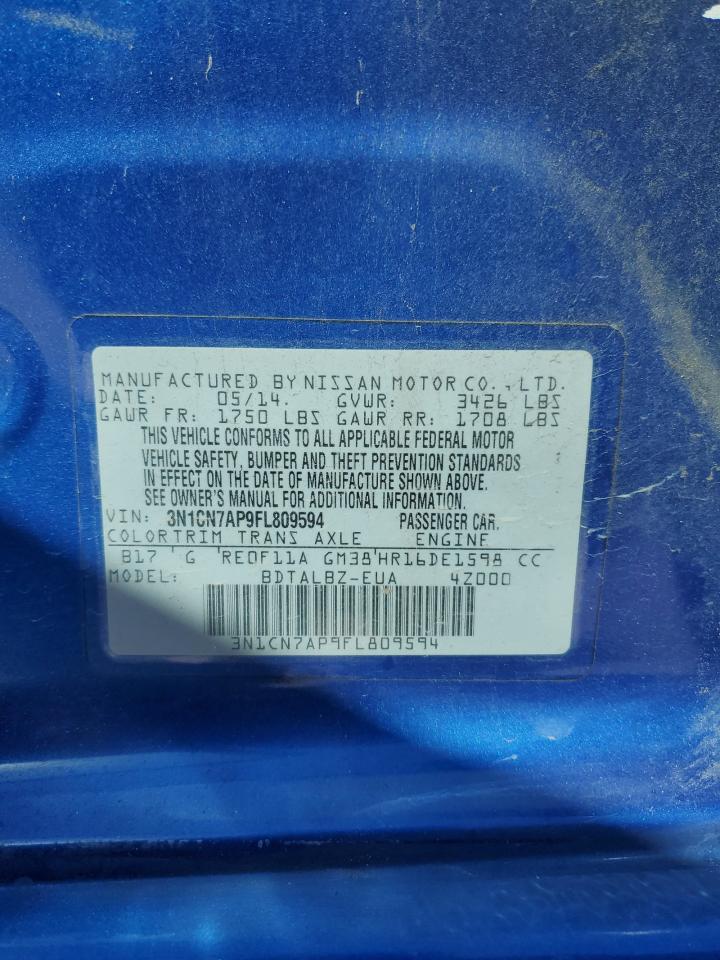 MANUFACTURED BY NISSAN MOTOR CO., LTD.
DATE: 05/14. GVWR: 3426 LBS
GAWR FR: 1750 LBS GAWR RR: 1708 LBS
THIS VEHICLE CONFORMS TO ALL APPLICABLE FEDERAL MOTOR
VEHICLE SAFETY, BUMPER AND THEFT PREVENTION STANDARDS
IN EFFECT ON THE DATE OF MANUFACTURE SHOWN ABOVE.
SEE OWNER'S MANUAL FOR ADDITIONAL INFORMATION.
VIN: 3N1CN7AP9FL809594 PASSENGER CAR.
COLOR TRIM TRANS AXLE ENGINE
B17 G RE0F11A GM38 HR16DE1598 CC
MODEL: BDTALBZ-EUA 4Z000
3N1CN7AP9FL809594